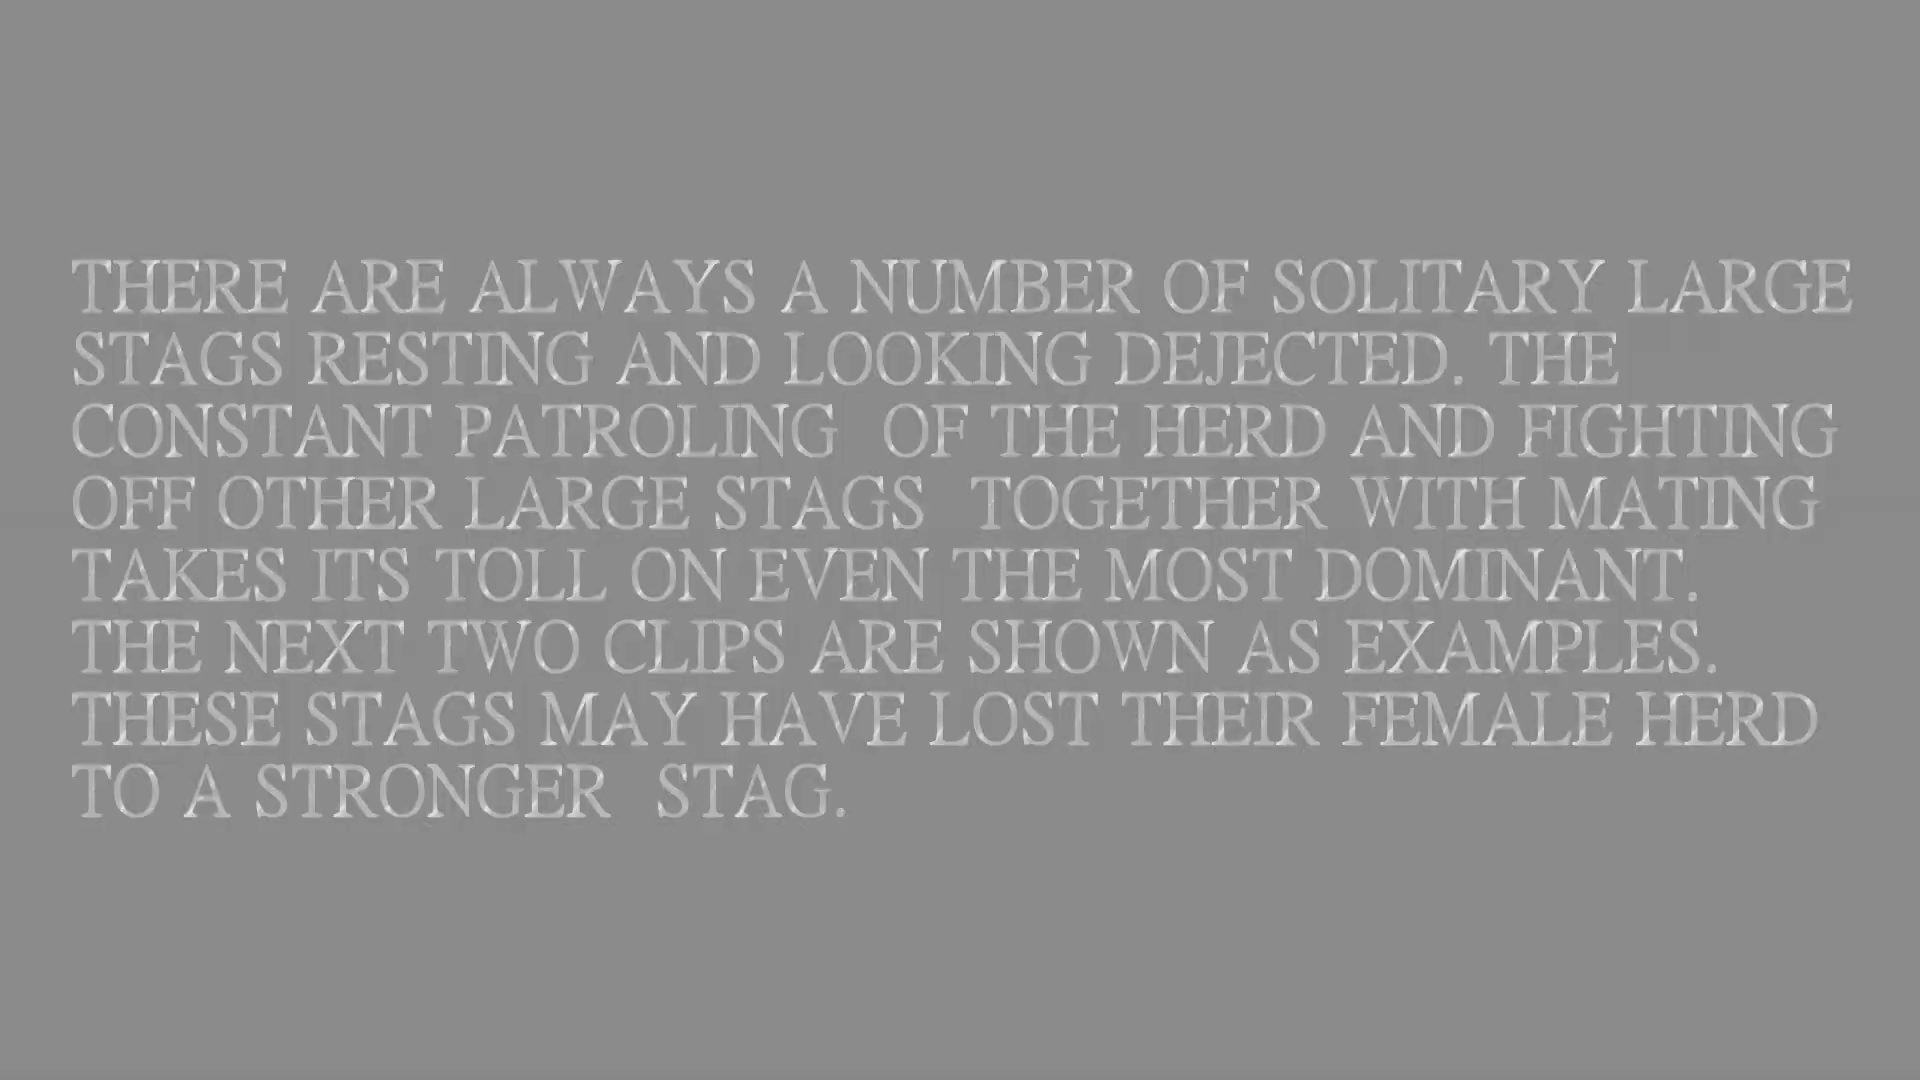 THERE ARE ALWAYS A NUMBER OF SOLITARY LARGE
STAGS RESTING AND LOOKING DEJECTED. THE
CONSTANT PATROLING  OF THE HERD AND FIGHTING
OFF OTHER LARGE STAGS  TOGETHER WITH MATING
TAKES ITS TOLL ON EVEN THE MOST DOMINANT.
THE NEXT TWO CLIPS ARE SHOWN AS EXAMPLES.
THESE STAGS MAY HAVE LOST THEIR FEMALE HERD
TO A STRONGER  STAG.